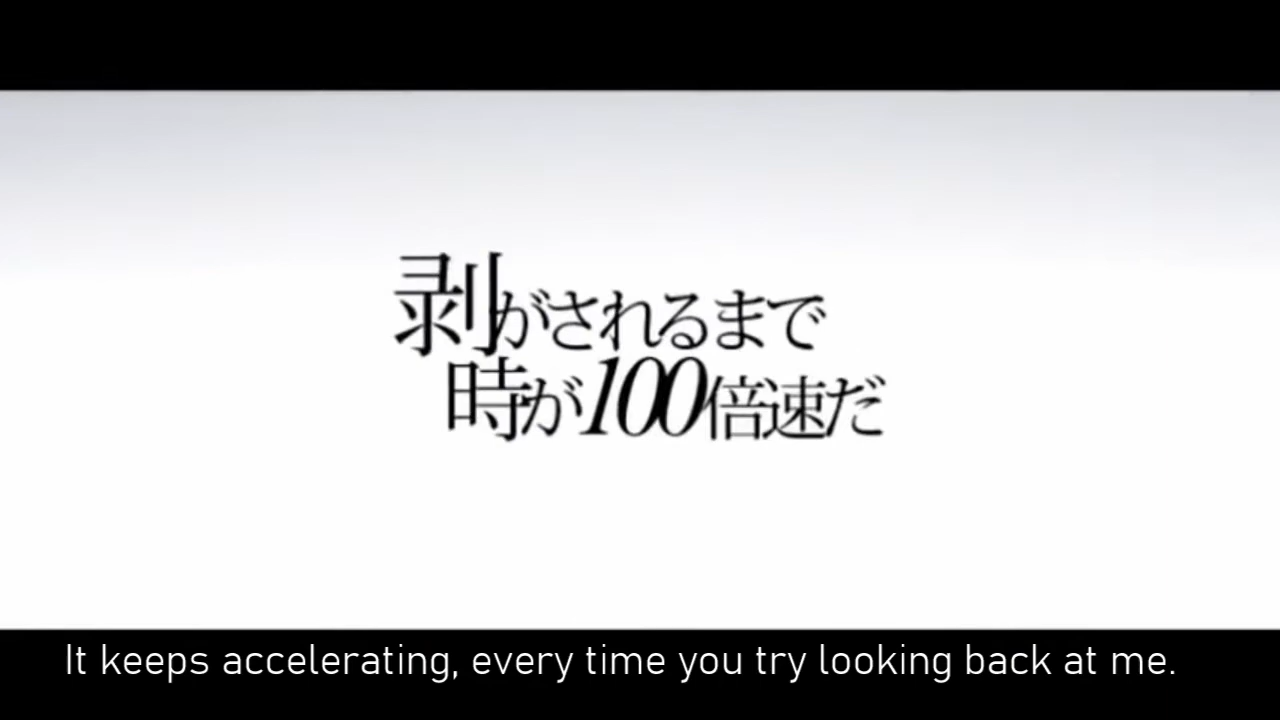 剥がされるまで
時が100倍速だ
It keeps accelerating, every time you try looking back at me.